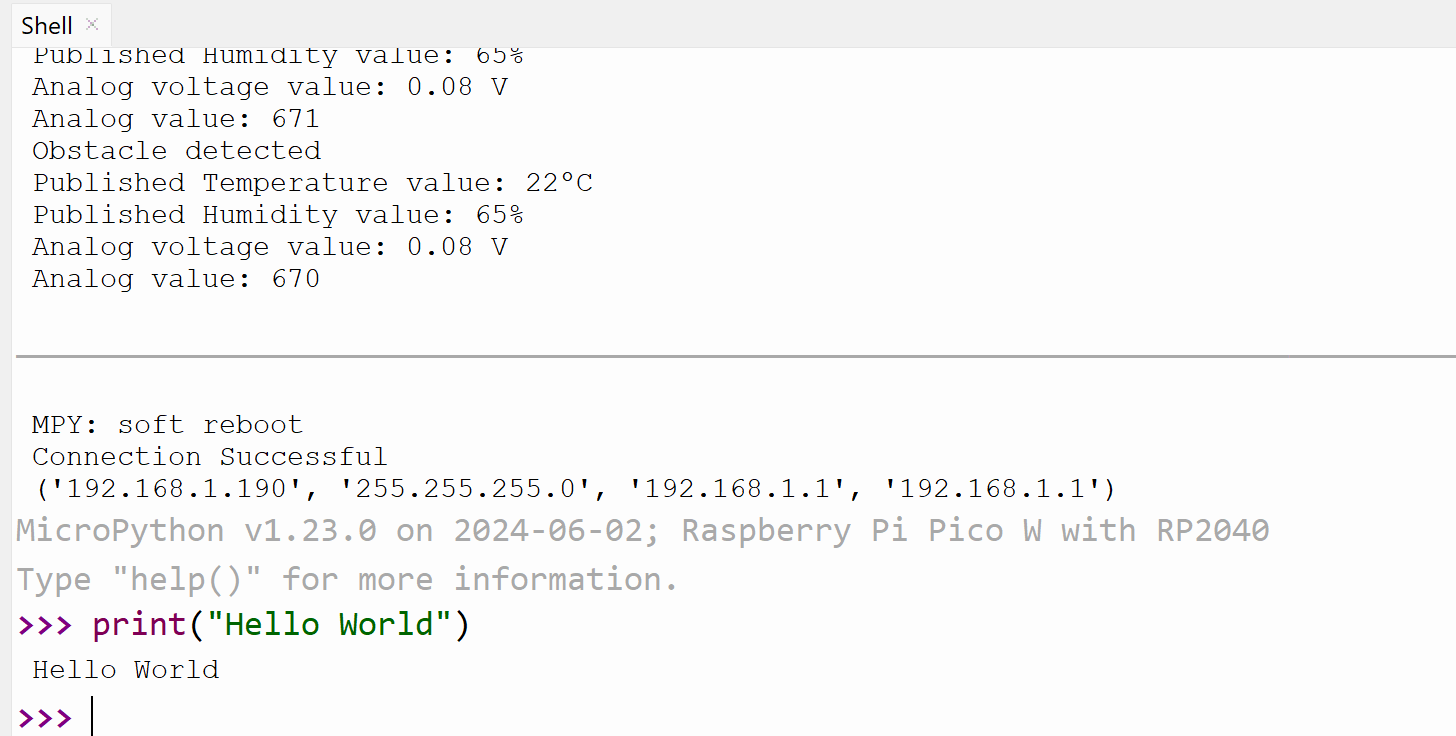 Shell
Published Humidity value: 65%
Analog voltage value: 0.08 V
Analog value: 671
Obstacle detected
Published Temperature value: 22ºC
Published Humidity value: 65%
Analog voltage value: 0.08 V
Analog value: 670
MPY: soft reboot
Connection Successful
('192.168.1.190', '255.255.255.0', '192.168.1.1', '192.168.1.1')
MicroPython v1.23.0 on 2024-06-02; Raspberry Pi Pico W with RP2040
Type "help()" for more information.
>>> print("Hello World")
Hello World
>>>